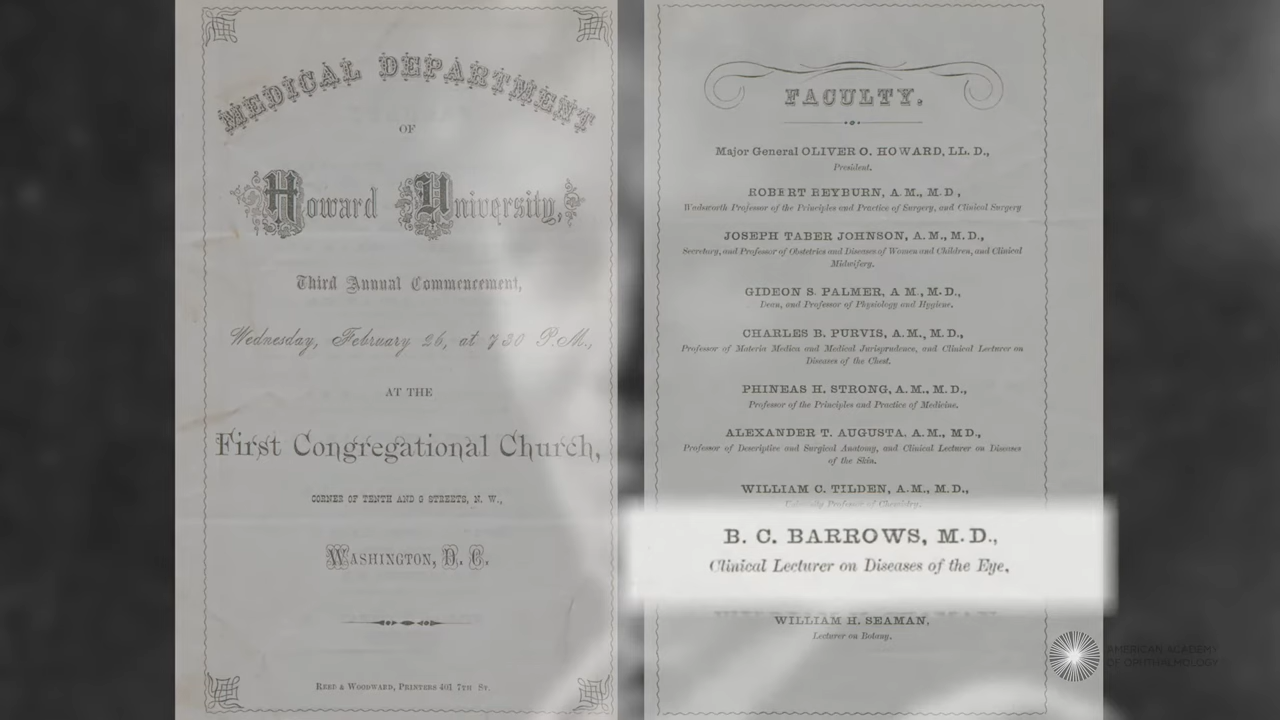 MEDICAL DEPARTMENT
OF
Howard University,
Third Annual Commencement,
Wednesday, February 26, at 7 30 P.M.,
AT THE
First Congregational Church,
CORNER OF TENTH AND G STREETS, N. W.,
WASHINGTON, D. C.
REED & WOODWARD, PRINTERS 401 7TH ST.
FACULTY.
Major General OLIVER O. HOWARD, LL. D.,
President.
ROBERT REYBURN, A. M., M. D,
Wadsworth Professor of the Principles and Practice of Surgery, and Clinical Surgery
JOSEPH TABER JOHNSON, A. M., M. D.,
Secretary, and Professor of Obstetrics and Diseases of Women and Children, and Clinical
Midwifery.
GIDEON S. PALMER, A M., M. D.,
Dean, and Professor of Physiology and Hygiene.
CHARLES B. PURVIS, A.M., M. D.,
Professor of Materia Medica and Medical Jurisprudence, and Clinical Lecturer on
Diseases of the Chest.
PHINEAS H. STRONG, A. M., M. D.,
Professor of the Principles and Practice of Medicine.
ALEXANDER T. AUGUSTA. A. M., M D.,
Professor of Descriptive and Surgical Anatomy, and Clinical Lecturer on Diseases
of the Skin.
WILLIAM C. TILDEN, A.M., M. D.,
University Professor of Chemistry.
B. C. BARROWS, M. D.,
Clinical Lecturer on Diseases of the Eye.
WILLIAM H. SEAMAN,
Lecturer on Botany.
AMERICAN ACADEMY
OF OPHTHALMOLOGY